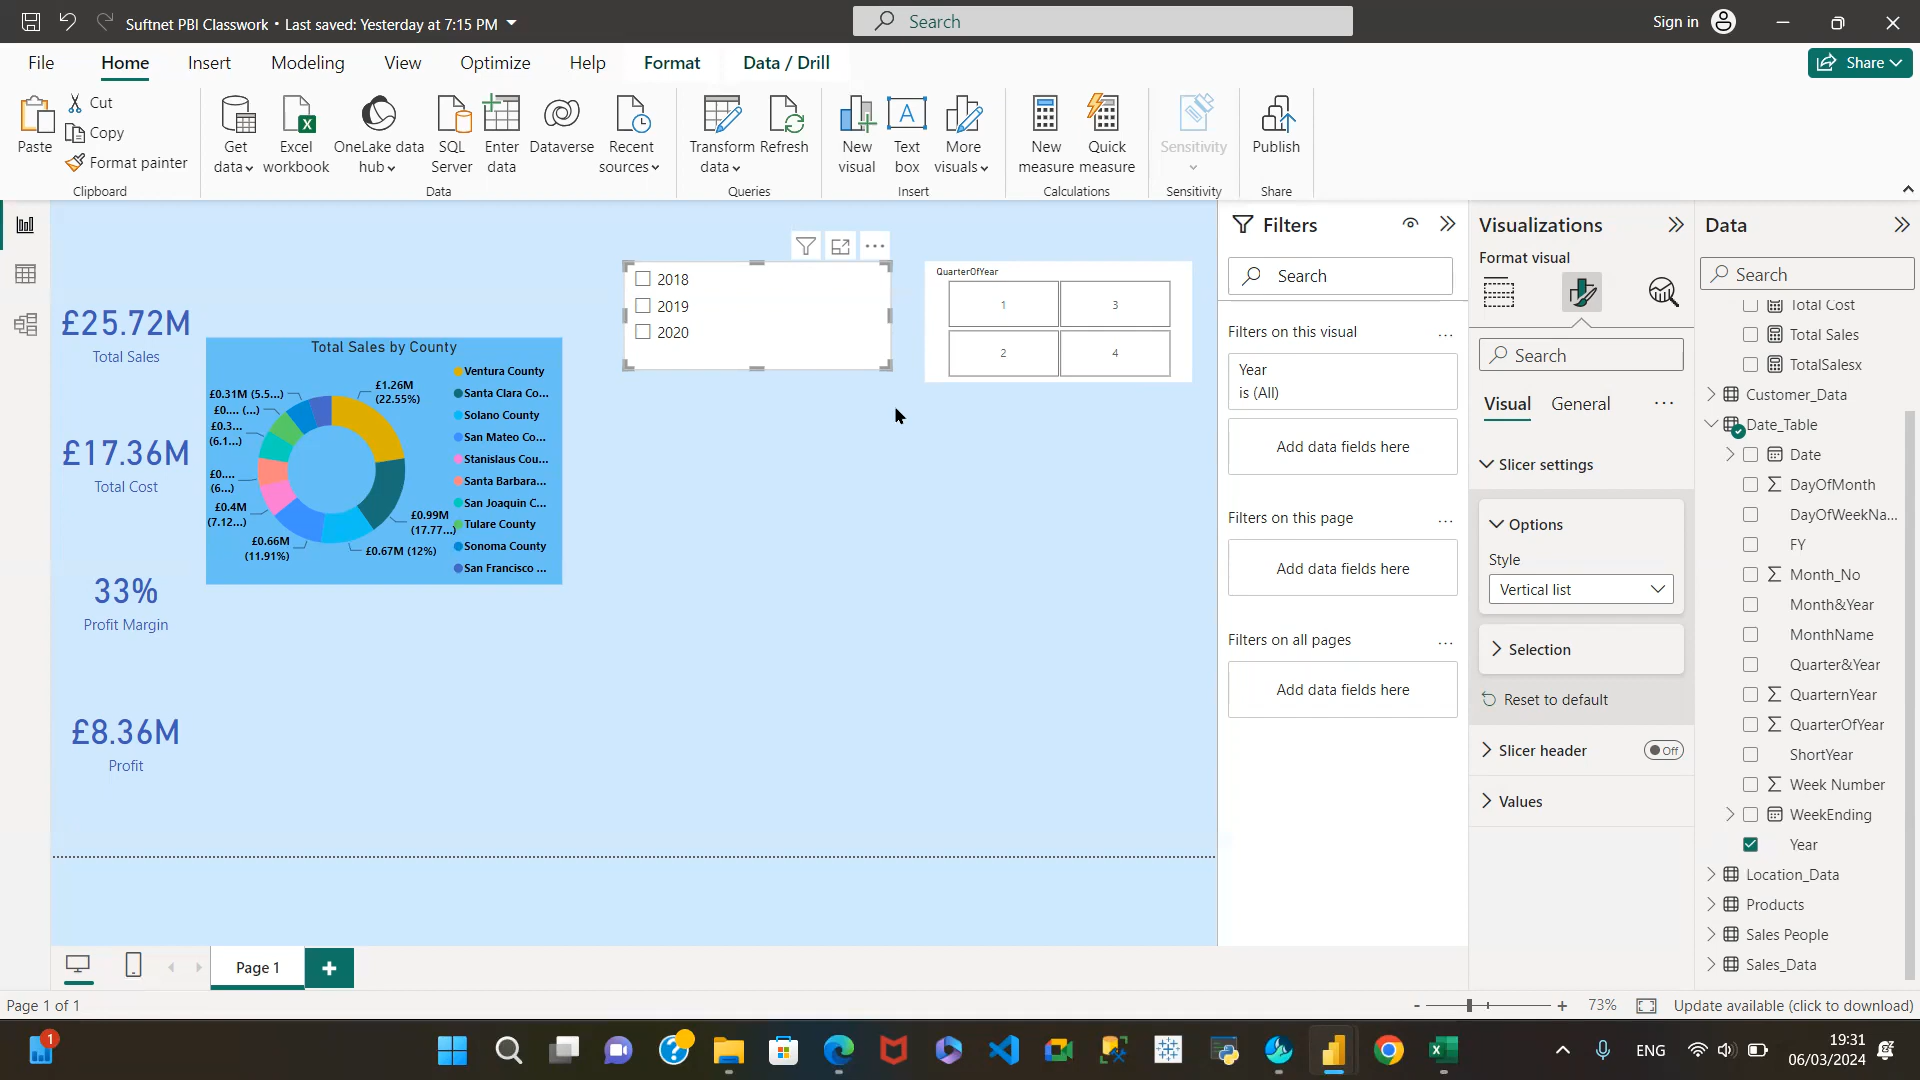 Suftnet PBI Classwork • Last saved: Yesterday at 7:15 PM
Search
Sign in
File
Home
Insert
Modeling
View
Optimize
Help
Format
Data / Drill
Share
Paste
Cut
Copy
Format painter
Clipboard
Get data
Excel workbook
OneLake data hub
SQL Server
Enter data
Dataverse
Recent sources
Data
Transform data
Refresh
Queries
New visual
Text box
More visuals
Insert
New measure
Quick measure
Calculations
Sensitivity
Sensitivity
Publish
Share
£25.72M
Total Sales
£17.36M
Total Cost
33%
Profit Margin
£8.36M
Profit
Total Sales by County
£0.31M (5.5...)
£0.... (...)
£0.3...
(6.1...)
£0....
(6...)
£0.4M
(7.12...)
£0.66M
(11.91%)
£0.67M (12%)
£0.99M
(17.77...)
£1.26M
(22.55%)
Ventura County
Santa Clara Co...
Solano County
San Mateo Co...
Stanislaus Cou...
Santa Barbara...
San Joaquin C...
Tulare County
Sonoma County
San Francisco ...
2018
2019
2020
QuarterOfYear
1
3
2
4
Filters
Search
Filters on this visual
Year
is (All)
Add data fields here
Filters on this page
Add data fields here
Filters on all pages
Add data fields here
Visualizations
Format visual
Search
Visual
General
Slicer settings
Options
Style
Vertical list
Selection
Reset to default
Slicer header
Off
Values
Data
Search
Total Cost
Total Sales
TotalSalesx
Customer_Data
Date_Table
Date
DayOfMonth
DayOfWeekNa...
FY
Month_No
Month&Year
MonthName
Quarter&Year
QuarternYear
QuarterOfYear
ShortYear
Week Number
WeekEnding
Year
Location_Data
Products
Sales People
Sales_Data
Page 1
Page 1 of 1
- + 73%
Update available (click to download)
1
ENG
19:31
06/03/2024